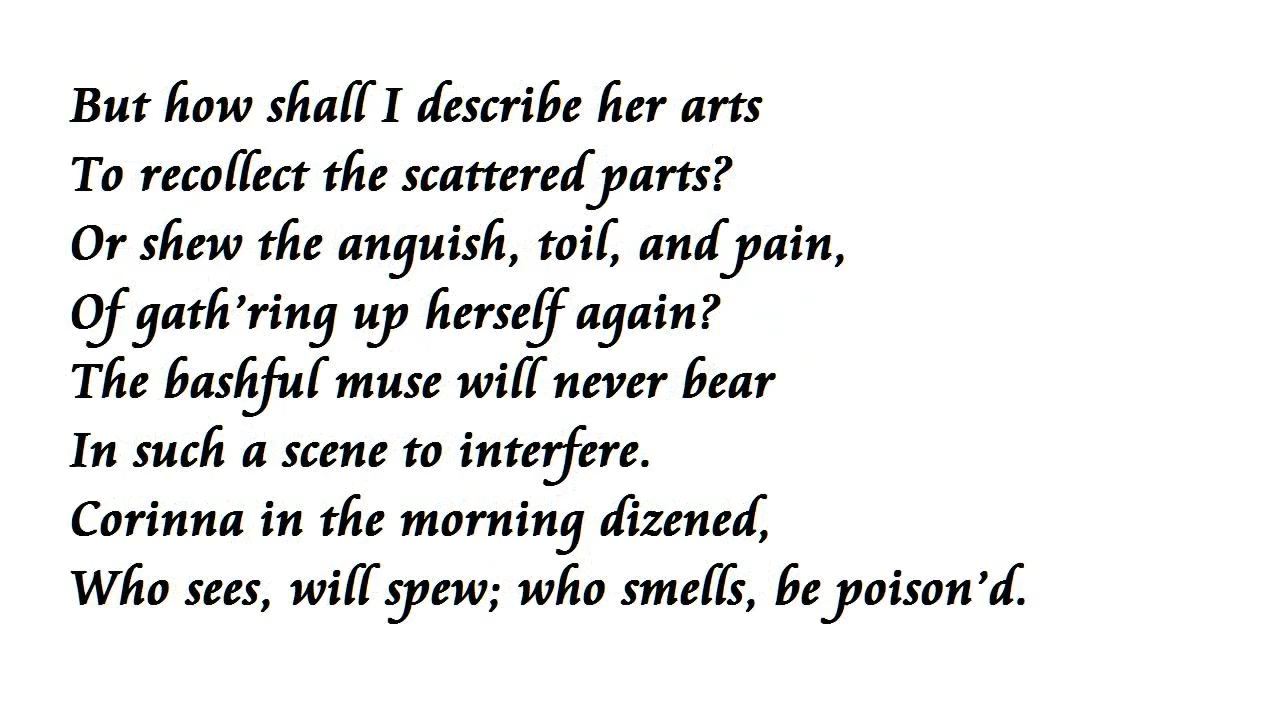 But how shall I describe her arts
To recollect the scattered parts?
Or shew the anguish, toil, and pain,
Of gath’ring up herself again?
The bashful muse will never bear
In such a scene to interfere.
Corinna in the morning dizened,
Who sees, will spew; who smells, be poison’d.